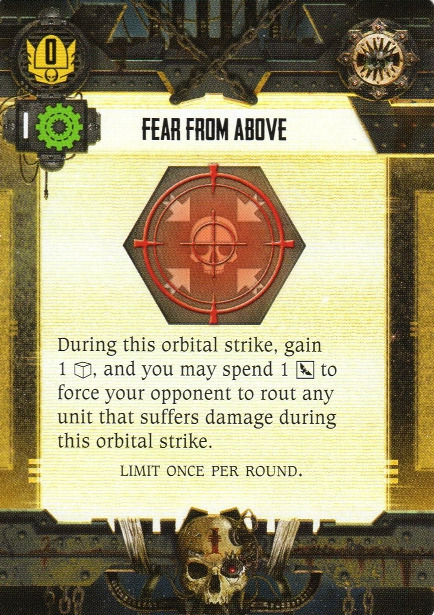 0
FEAR FROM ABOVE
During this orbital strike, gain
1, and you may spend 1 to
force your opponent to rout any
unit that suffers damage during
this orbital strike.
LIMIT ONCE PER ROUND.